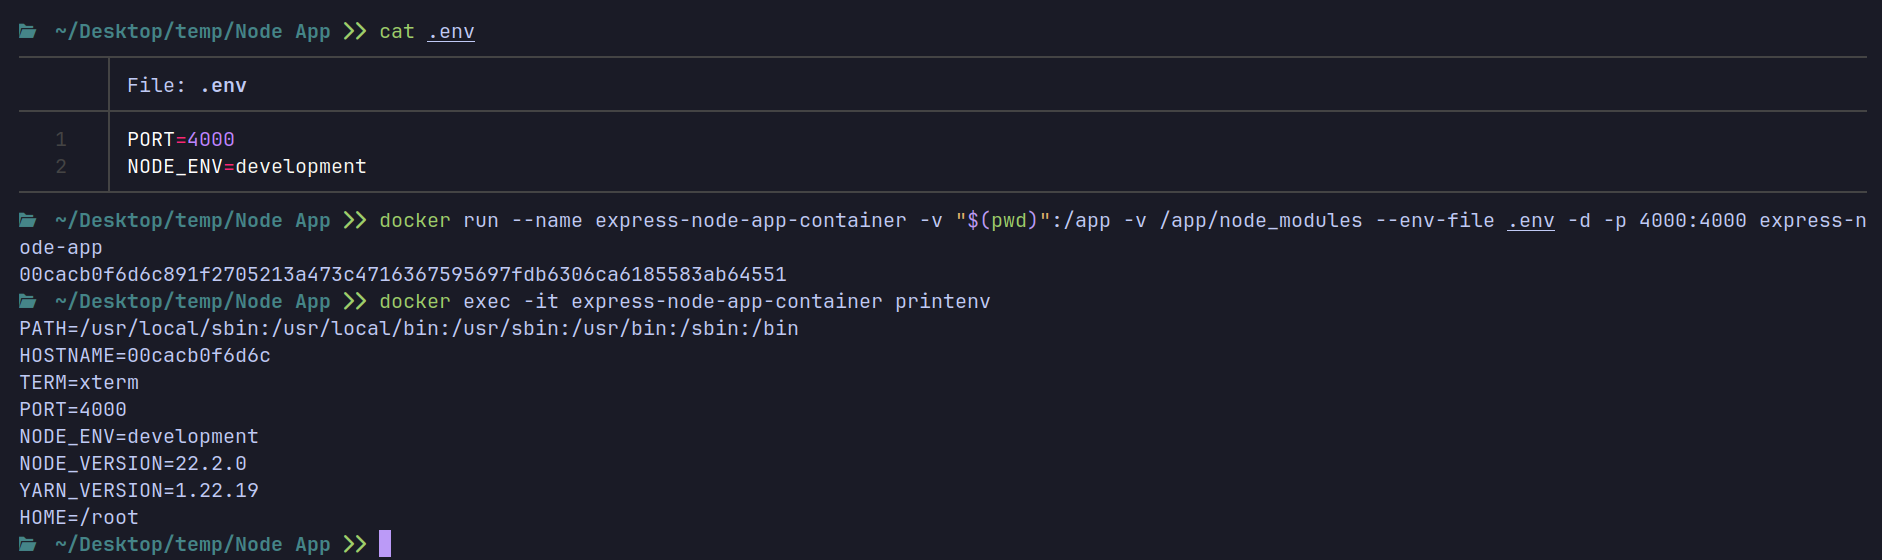 ~/Desktop/temp/Node App >> cat .env
File: .env
1 PORT=4000
2 NODE_ENV=development
~/Desktop/temp/Node App >> docker run --name express-node-app-container -v "$(pwd)":/app -v /app/node_modules --env-file .env -d -p 4000:4000 express-n
ode-app
00cacb0f6d6c891f2705213a473c4716367595697fdb6306ca6185583ab64551
~/Desktop/temp/Node App >> docker exec -it express-node-app-container printenv
PATH=/usr/local/sbin:/usr/local/bin:/usr/sbin:/usr/bin:/sbin:/bin
HOSTNAME=00cacb0f6d6c
TERM=xterm
PORT=4000
NODE_ENV=development
NODE_VERSION=22.2.0
YARN_VERSION=1.22.19
HOME=/root
~/Desktop/temp/Node App >>